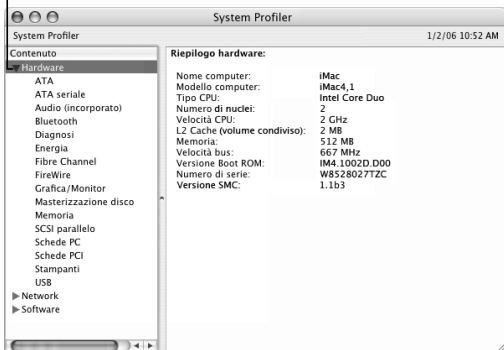 System Profiler
System Profiler 1/2/06 10:52 AM
Contenuto
Hardware
ATA
ATA seriale
Audio (incorporato)
Bluetooth
Diagnosi
Energia
Fibre Channel
FireWire
Grafica/Monitor
Masterizzazione disco
Memoria
SCSI parallelo
Schede PC
Schede PCI
Stampanti
USB
Network
Software
Riepilogo hardware:
Nome computer: iMac
Modello computer: iMac4,1
Tipo CPU: Intel Core Duo
Numero di nuclei: 2
Velocità CPU: 2 GHz
L2 Cache (volume condiviso): 2 MB
Memoria: 512 MB
Velocità bus: 667 MHz
Versione Boot ROM: IM4.1002D.D00
Numero di serie: W8528027TZC
Versione SMC: 1.1b3